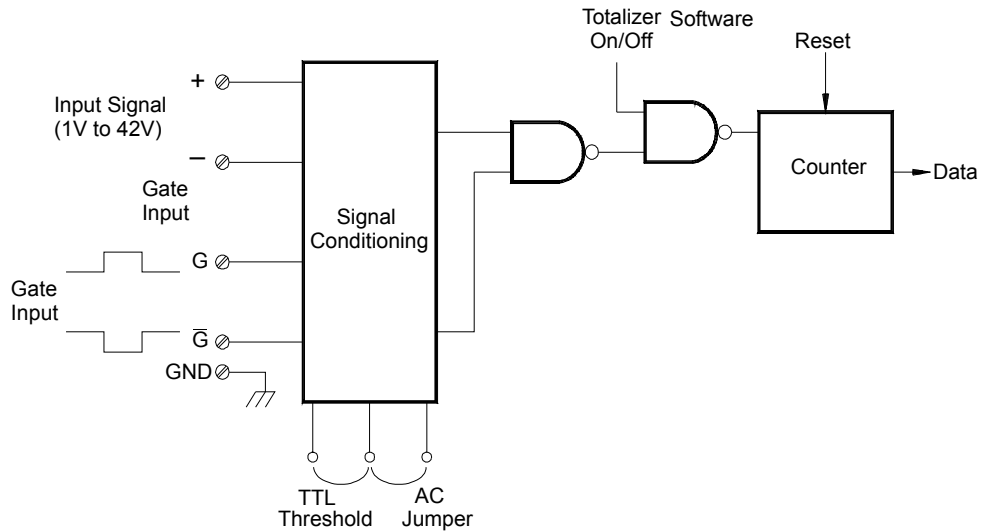 Totalizer Software
On/Off
Reset
+
Input Signal
(1V to 42V)
−
Gate
Input
Signal
Conditioning
Counter
Data
G
Gate
Input
G̅
GND
TTL
Threshold
AC
Jumper